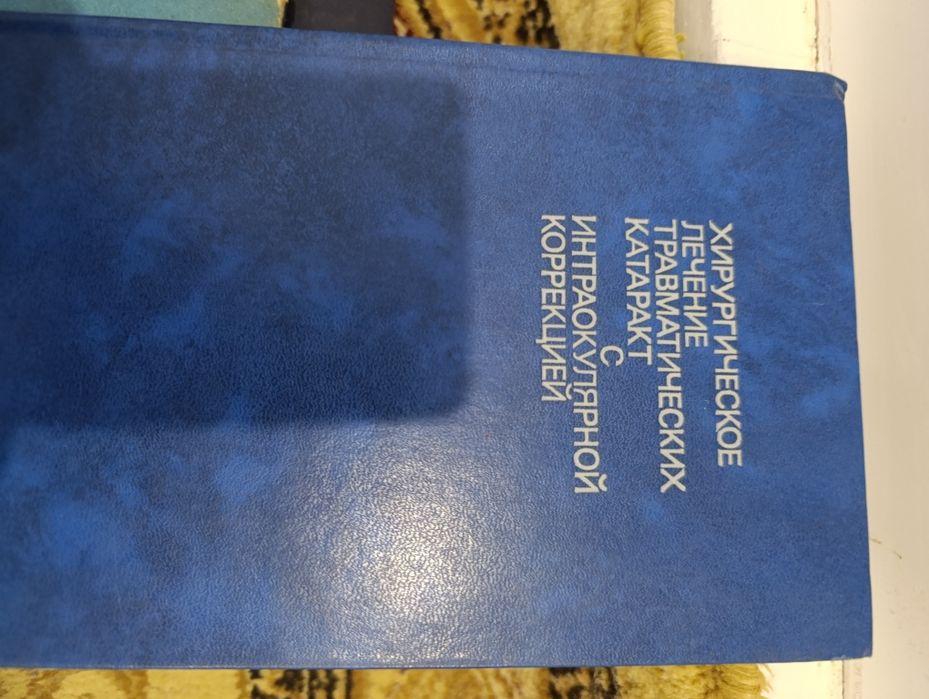 ХИРУРГИЧЕСКОЕ
ЛЕЧЕНИЕ
ТРАВМАТИЧЕСКИХ
КАТАРАКТ
С
ИНТРАОКУЛЯРНОЙ
КОРРЕКЦИЕЙ